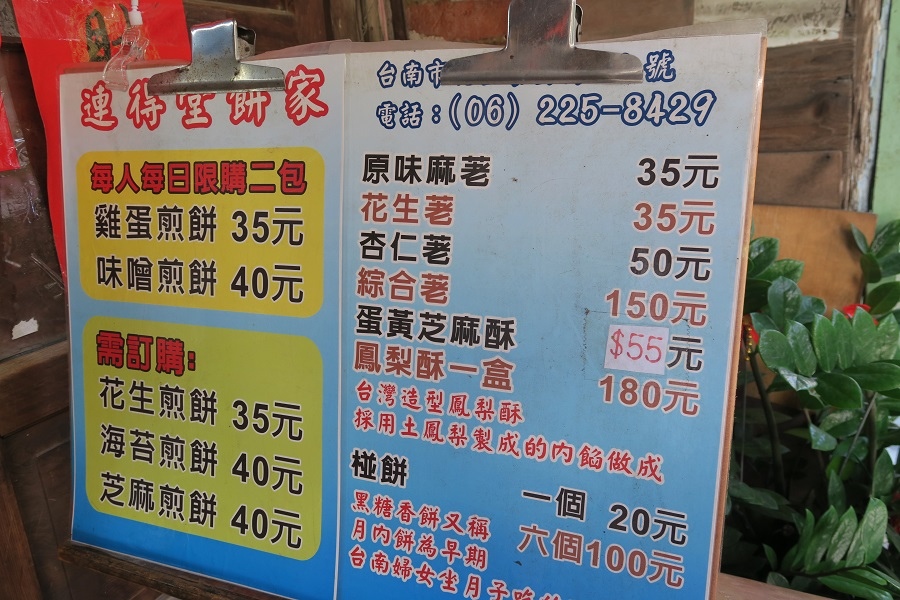 連得堂餅家
每人每日限購二包
雞蛋煎餅 35元
味噌煎餅 40元
需訂購:
花生煎餅 35元
海苔煎餅 40元
芝麻煎餅 40元
台南市 號
電話:(06) 225-8429
原味麻荖 35元
花生荖 35元
杏仁荖 50元
綜合荖 150元
蛋黃芝麻酥 $55元
鳳梨酥一盒 180元
台灣造型鳳梨酥
採用土鳳梨製成的內餡做成
椪餅 一個 20元
六個100元
黑糖香餅又稱
月內餅為早期
台南婦女坐月子